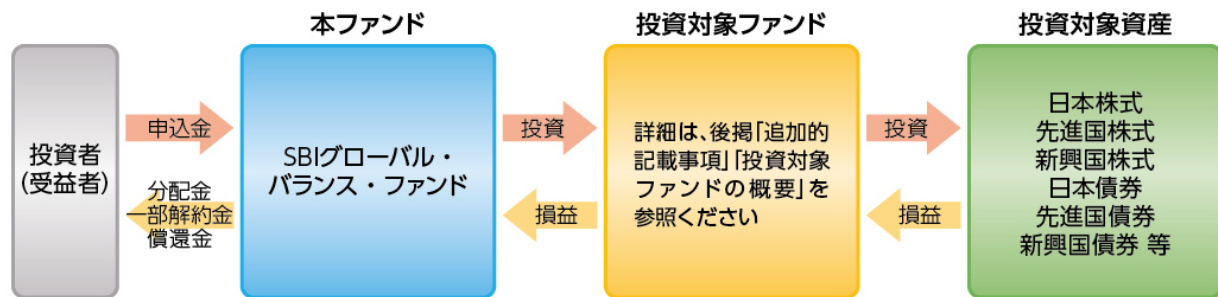 本ファンド
投資対象ファンド
投資対象資産
投資者
(受益者)
申込金
分配金
一部解約金
償還金
SBIグローバル・
バランス・ファンド
投資
損益
詳細は、後掲「追加的
記載事項」「投資対象
ファンドの概要」を
参照ください
投資
損益
日本株式
先進国株式
新興国株式
日本債券
先進国債券
新興国債券 等